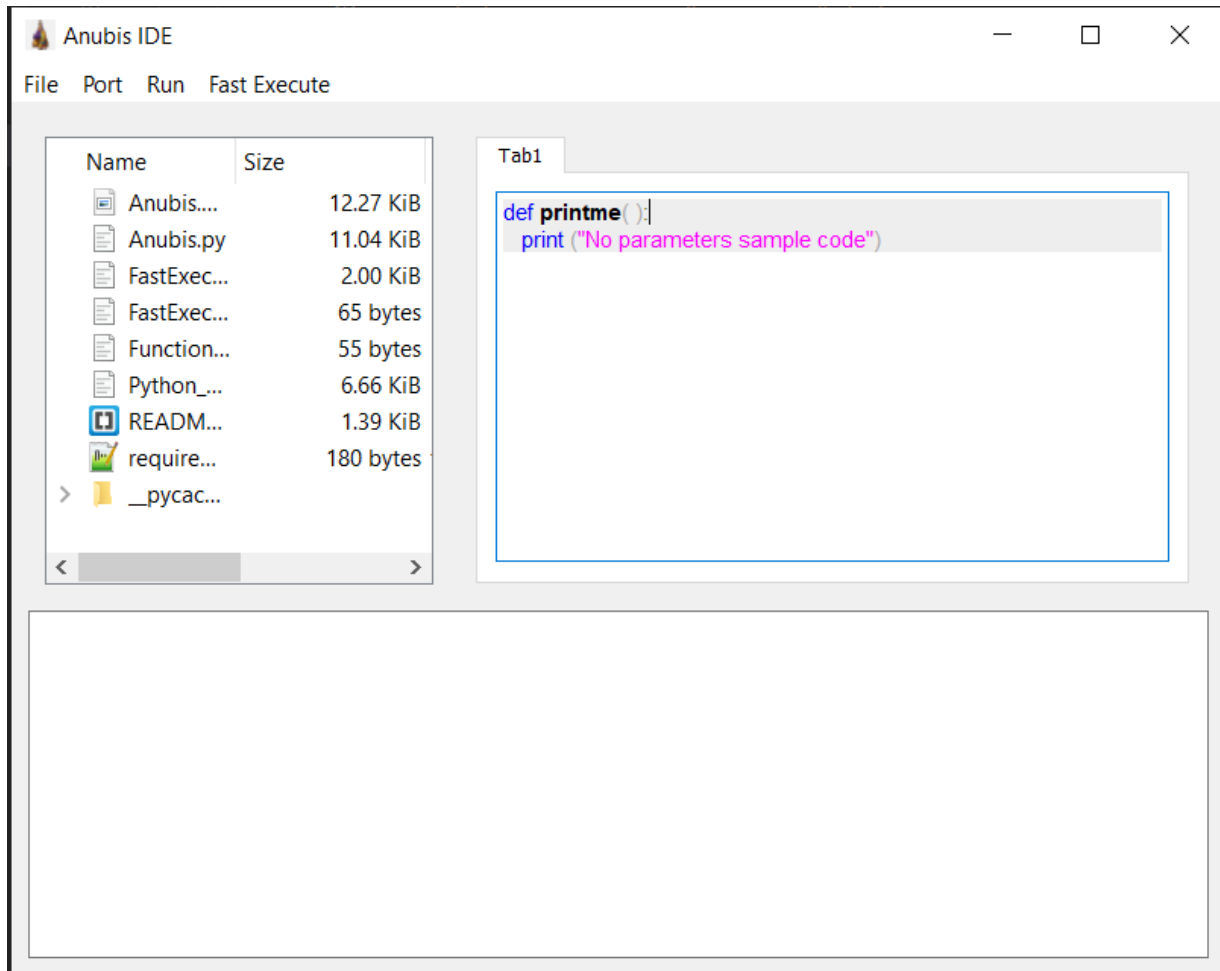 Anubis IDE
File Port Run Fast Execute
Name Size
Anubis.... 12.27 KiB
Anubis.py 11.04 KiB
FastExec... 2.00 KiB
FastExec... 65 bytes
Function... 55 bytes
Python_... 6.66 KiB
READM... 1.39 KiB
require... 180 bytes
__pycac...
Tab1
def printme( ):
print ("No parameters sample code")